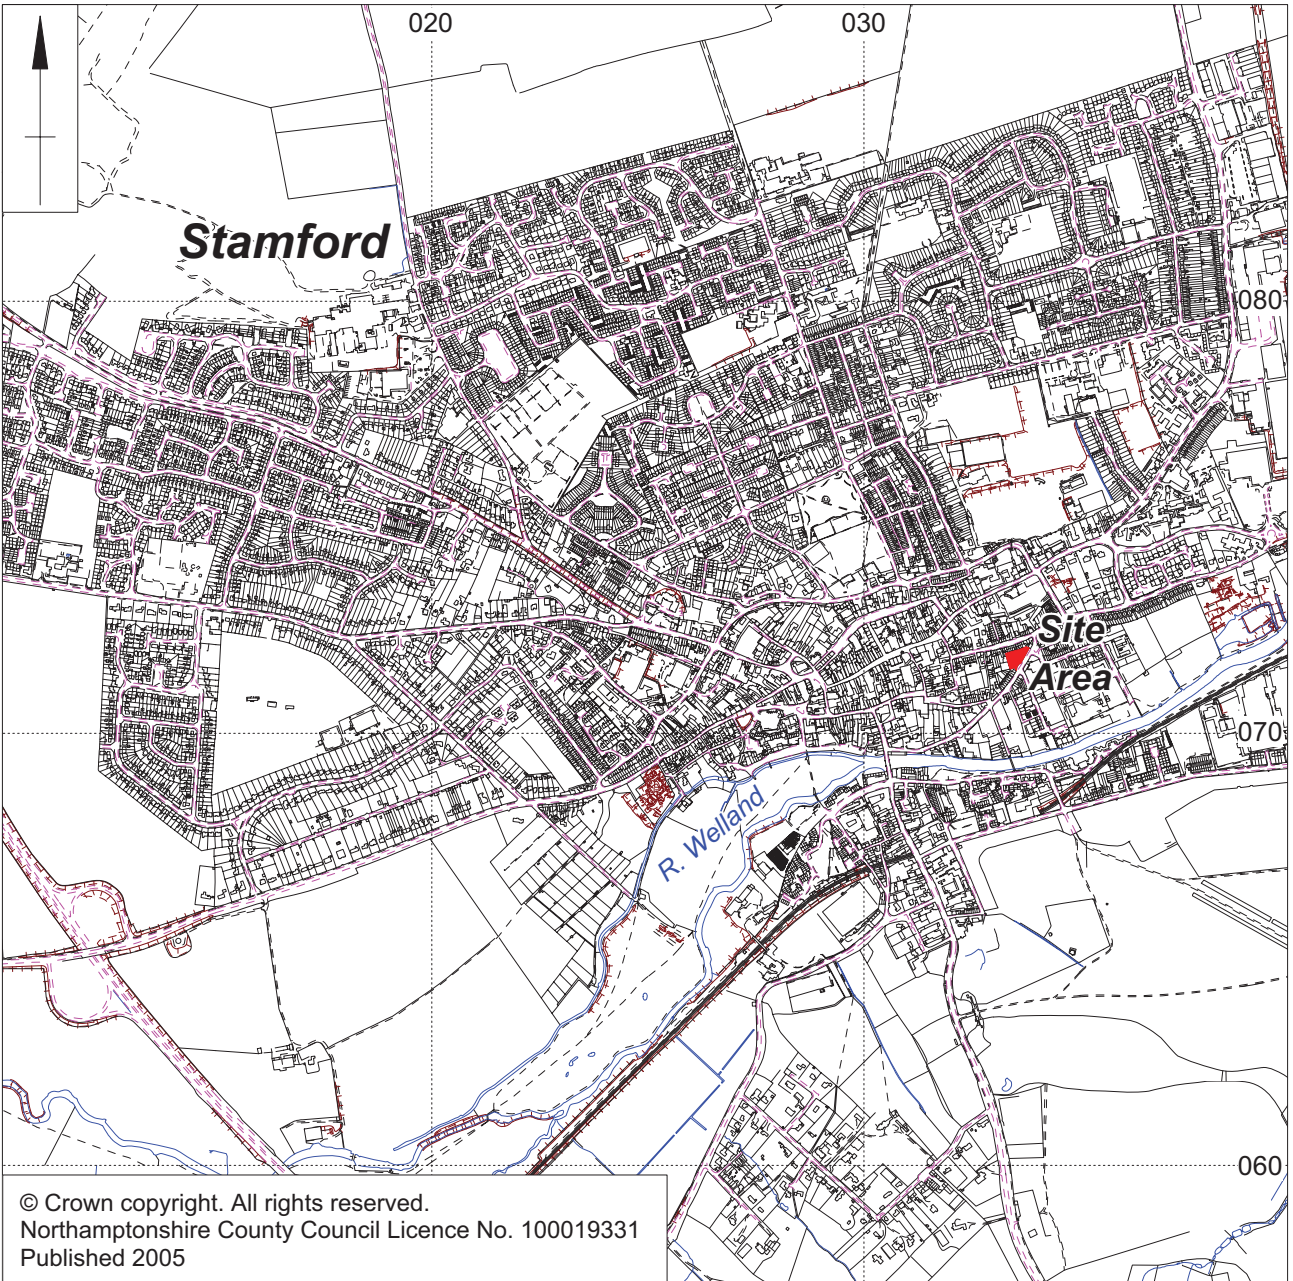 020
030
Stamford
080
Site
Area
070
R. Welland
060
© Crown copyright. All rights reserved.
Northamptonshire County Council Licence No. 100019331
Published 2005